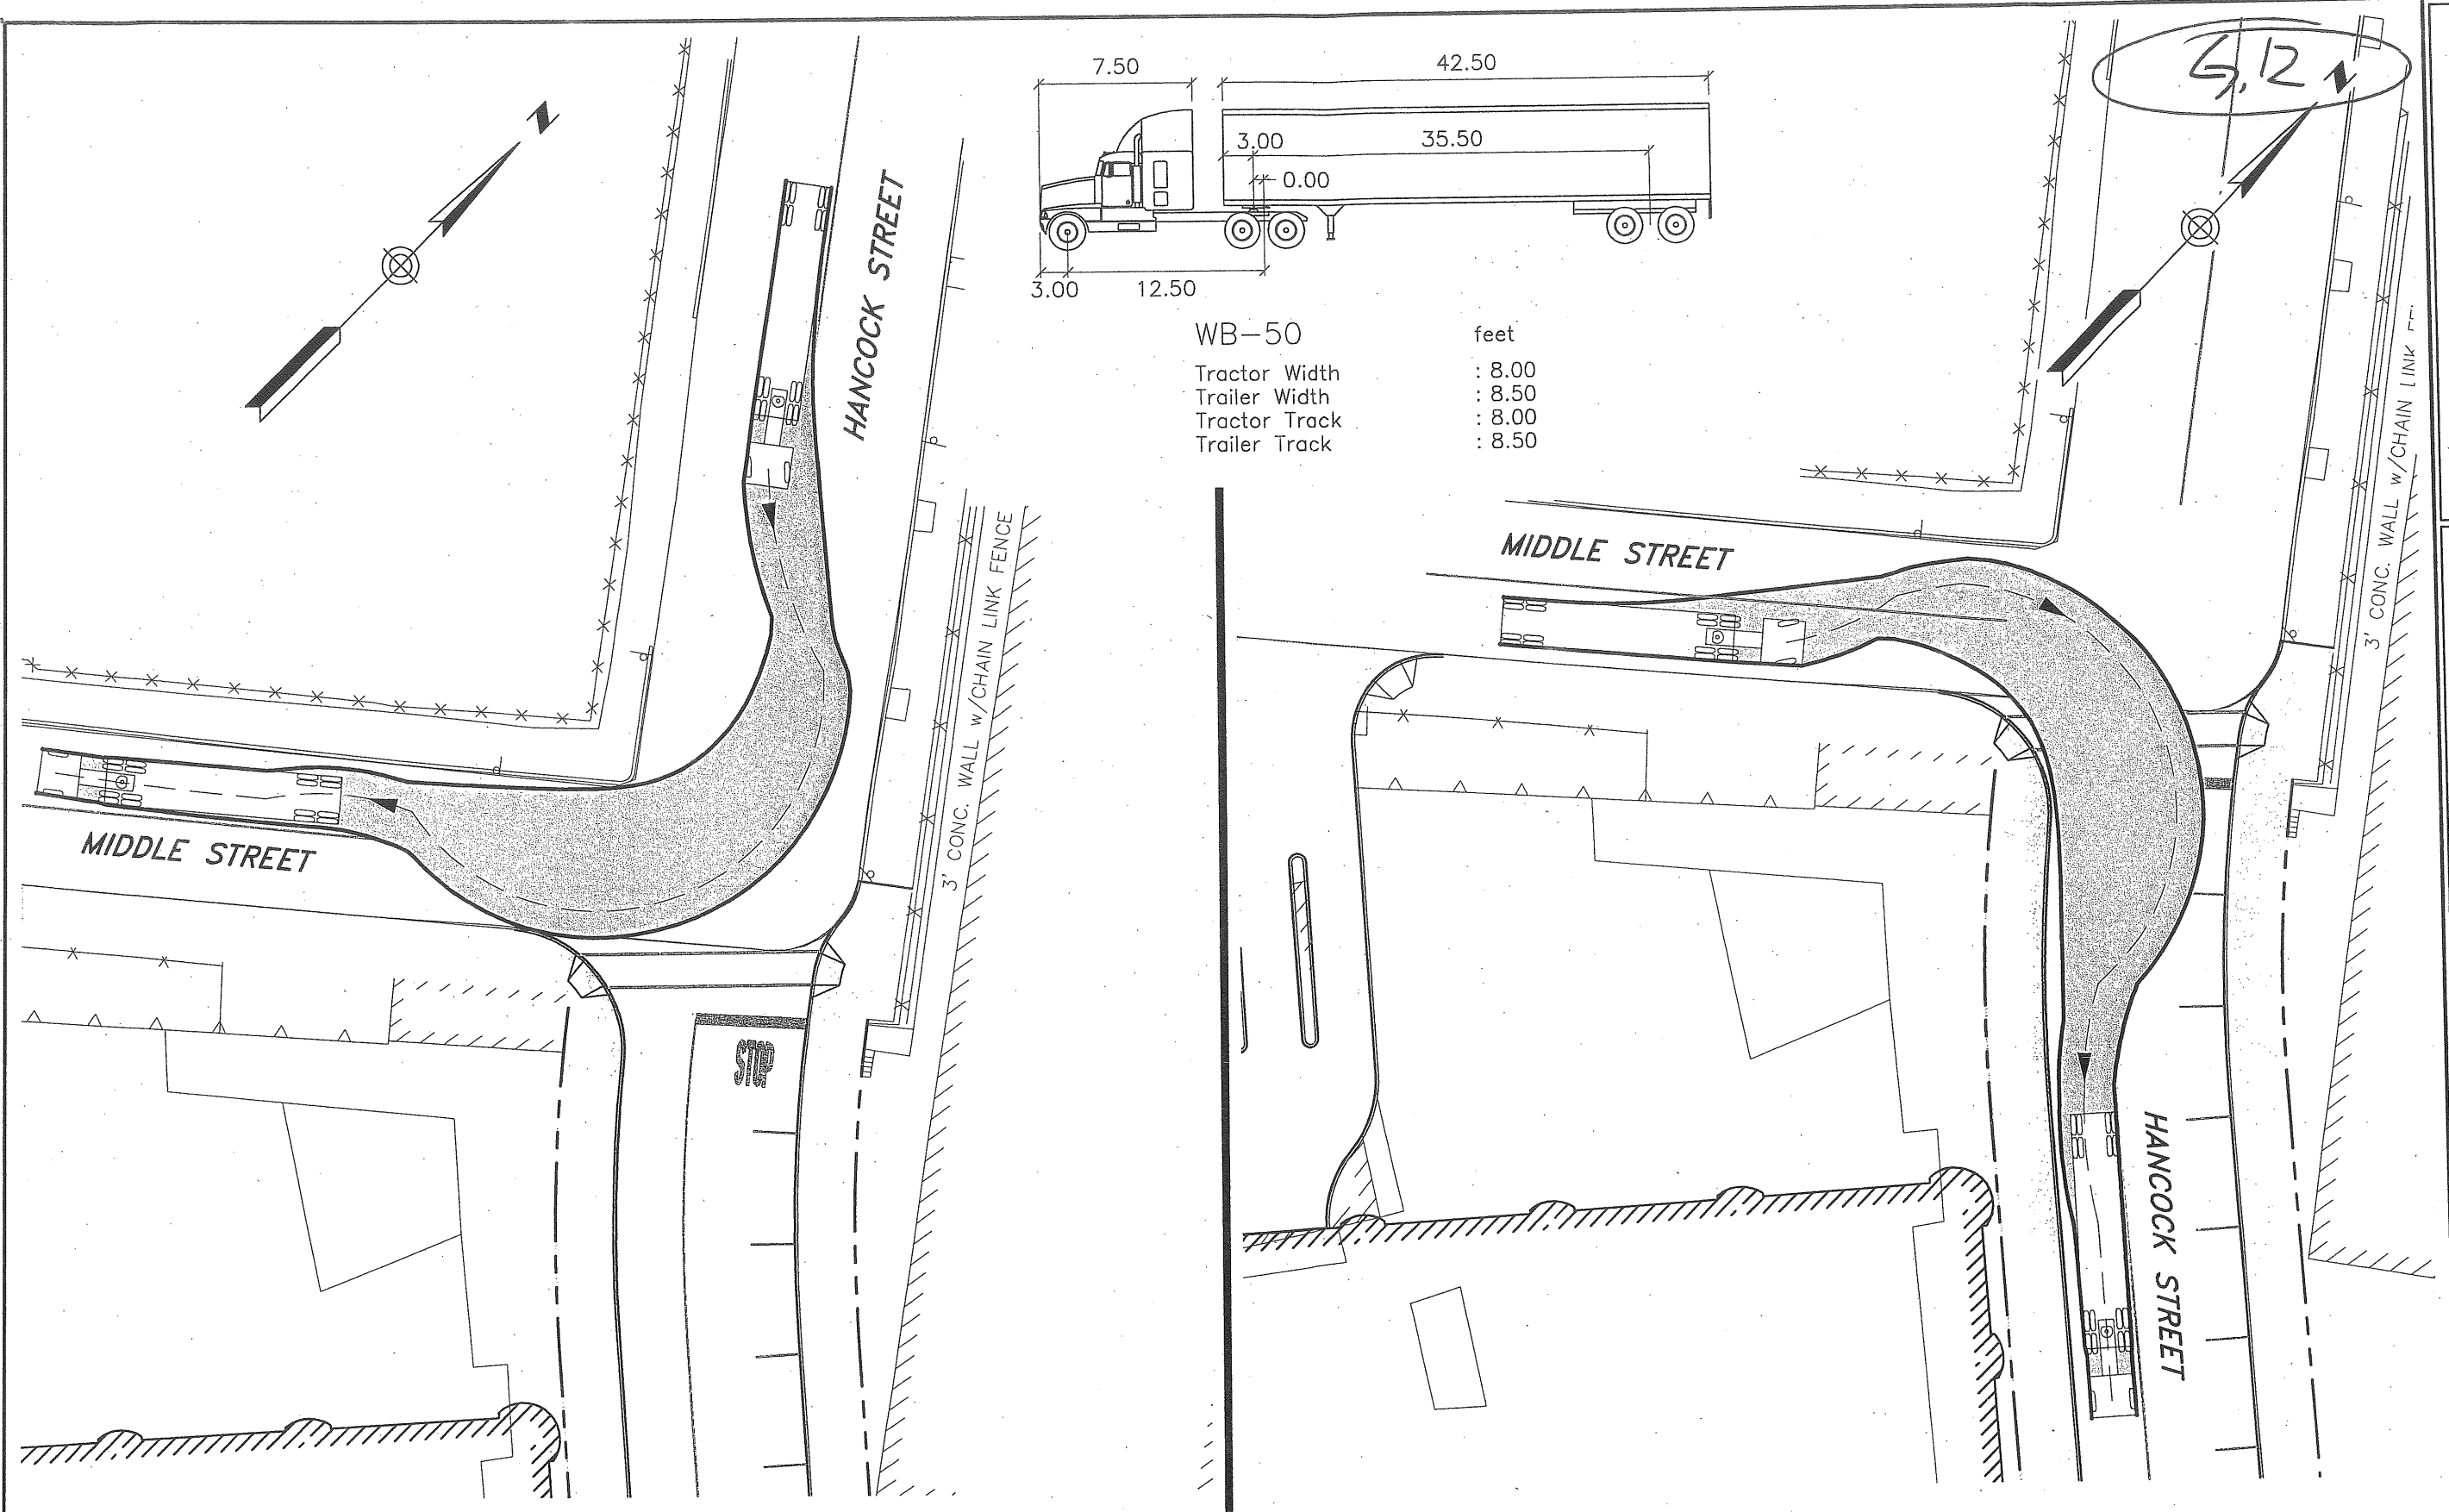 7.50
42.50
3.00
35.50
0.00
3.00 12.50
WB-50 feet
Tractor Width : 8.00
Trailer Width : 8.50
Tractor Track : 8.00
Trailer Track : 8.50
N
HANCOCK STREET
3' CONC. WALL w/CHAIN LINK FENCE
MIDDLE STREET
STOP
N
MIDDLE STREET
3' CONC. WALL w/CHAIN LINK
HANCOCK STREET